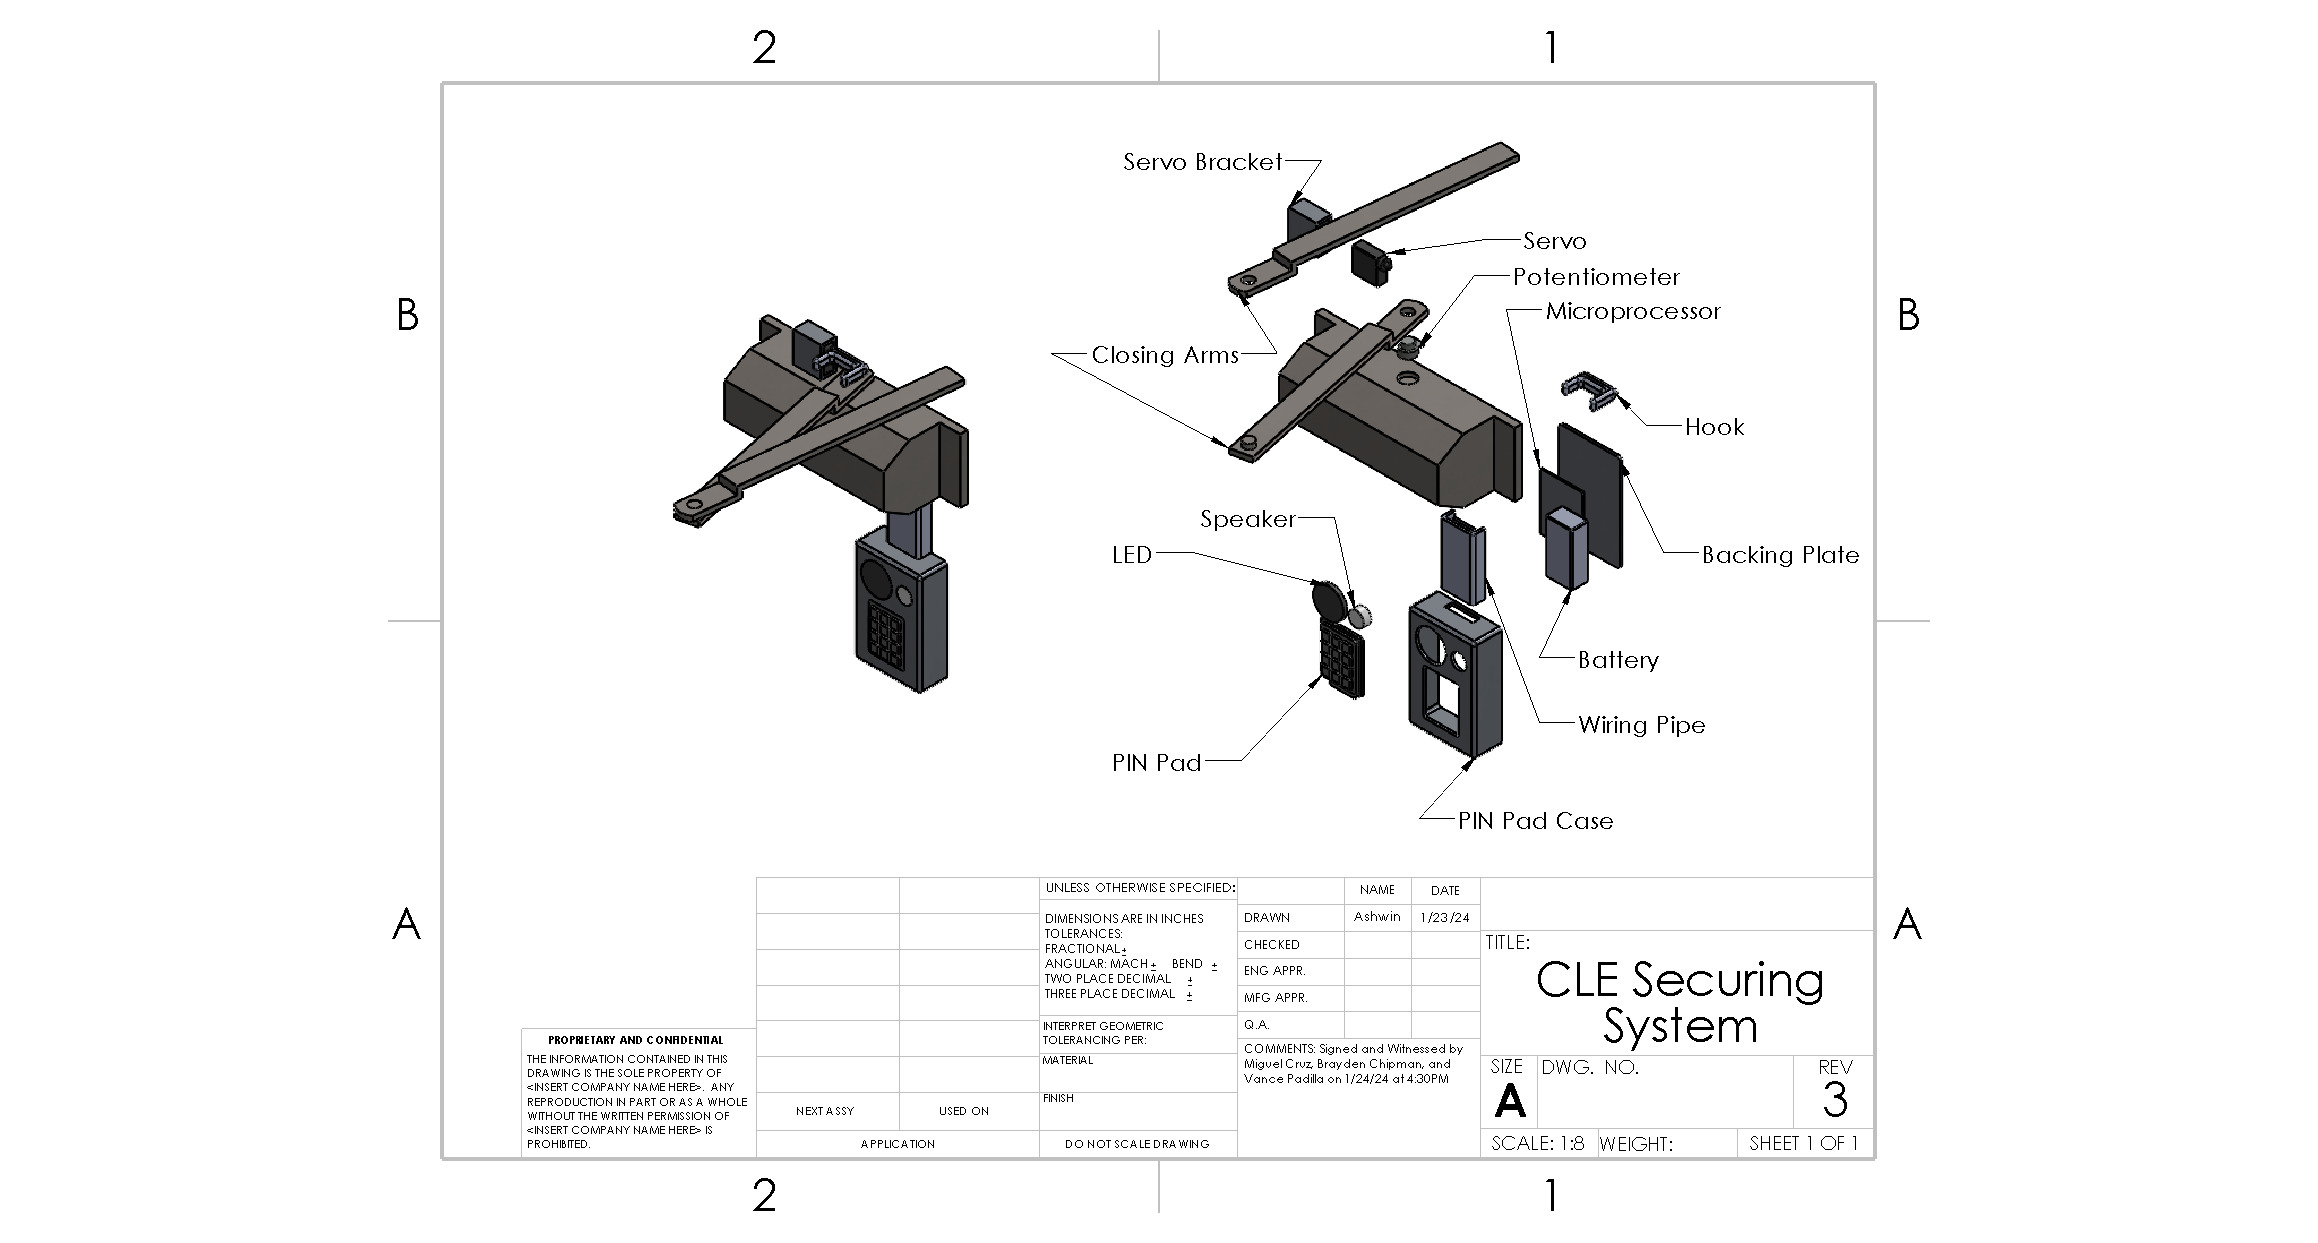 2
1
B
B
A
A
2
1
Servo Bracket
Servo
Potentiometer
Microprocessor
Closing Arms
Hook
Speaker
LED
Backing Plate
Battery
Wiring Pipe
PIN Pad
PIN Pad Case
PROPRIETARY AND CONFIDENTIAL
THE INFORMATION CONTAINED IN THIS
DRAWING IS THE SOLE PROPERTY OF
<INSERT COMPANY NAME HERE>. ANY
REPRODUCTION IN PART OR AS A WHOLE
WITHOUT THE WRITTEN PERMISSION OF
<INSERT COMPANY NAME HERE> IS
PROHIBITED.
NEXT ASSY
USED ON
APPLICATION
UNLESS OTHERWISE SPECIFIED:
DIMENSIONS ARE IN INCHES
TOLERANCES:
FRACTIONAL ±
ANGULAR: MACH ± BEND ±
TWO PLACE DECIMAL ±
THREE PLACE DECIMAL ±
INTERPRET GEOMETRIC
TOLERANCING PER:
MATERIAL
FINISH
DO NOT SCALE DRAWING
NAME
DATE
DRAWN
Ashwin
1/23/24
CHECKED
ENG APPR.
MFG APPR.
Q.A.
COMMENTS: Signed and Witnessed by
Miguel Cruz, Brayden Chipman, and
Vance Padilla on 1/24/24 at 4:30PM
TITLE:
CLE Securing
System
SIZE
A
DWG. NO.
REV
3
SCALE: 1:8
WEIGHT:
SHEET 1 OF 1